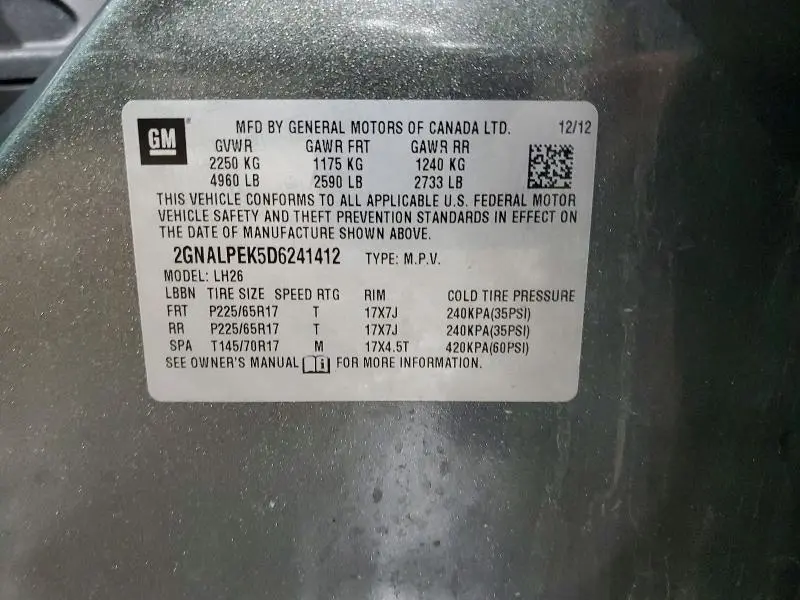 GM
MFD BY GENERAL MOTORS OF CANADA LTD. 12/12
GVWR GAWR FRT GAWR RR
2250 KG 1175 KG 1240 KG
4960 LB 2590 LB 2733 LB
THIS VEHICLE CONFORMS TO ALL APPLICABLE U.S. FEDERAL MOTOR
VEHICLE SAFETY AND THEFT PREVENTION STANDARDS IN EFFECT ON
THE DATE OF MANUFACTURE SHOWN ABOVE.
2GNALPEK5D6241412 TYPE: M.P.V.
MODEL: LH26
LBBN TIRE SIZE SPEED RTG RIM COLD TIRE PRESSURE
FRT P225/65R17 T 17X7J 240KPA(35PSI)
RR P225/65R17 T 17X7J 240KPA(35PSI)
SPA T145/70R17 M 17X4.5T 420KPA(60PSI)
SEE OWNER'S MANUAL FOR MORE INFORMATION.